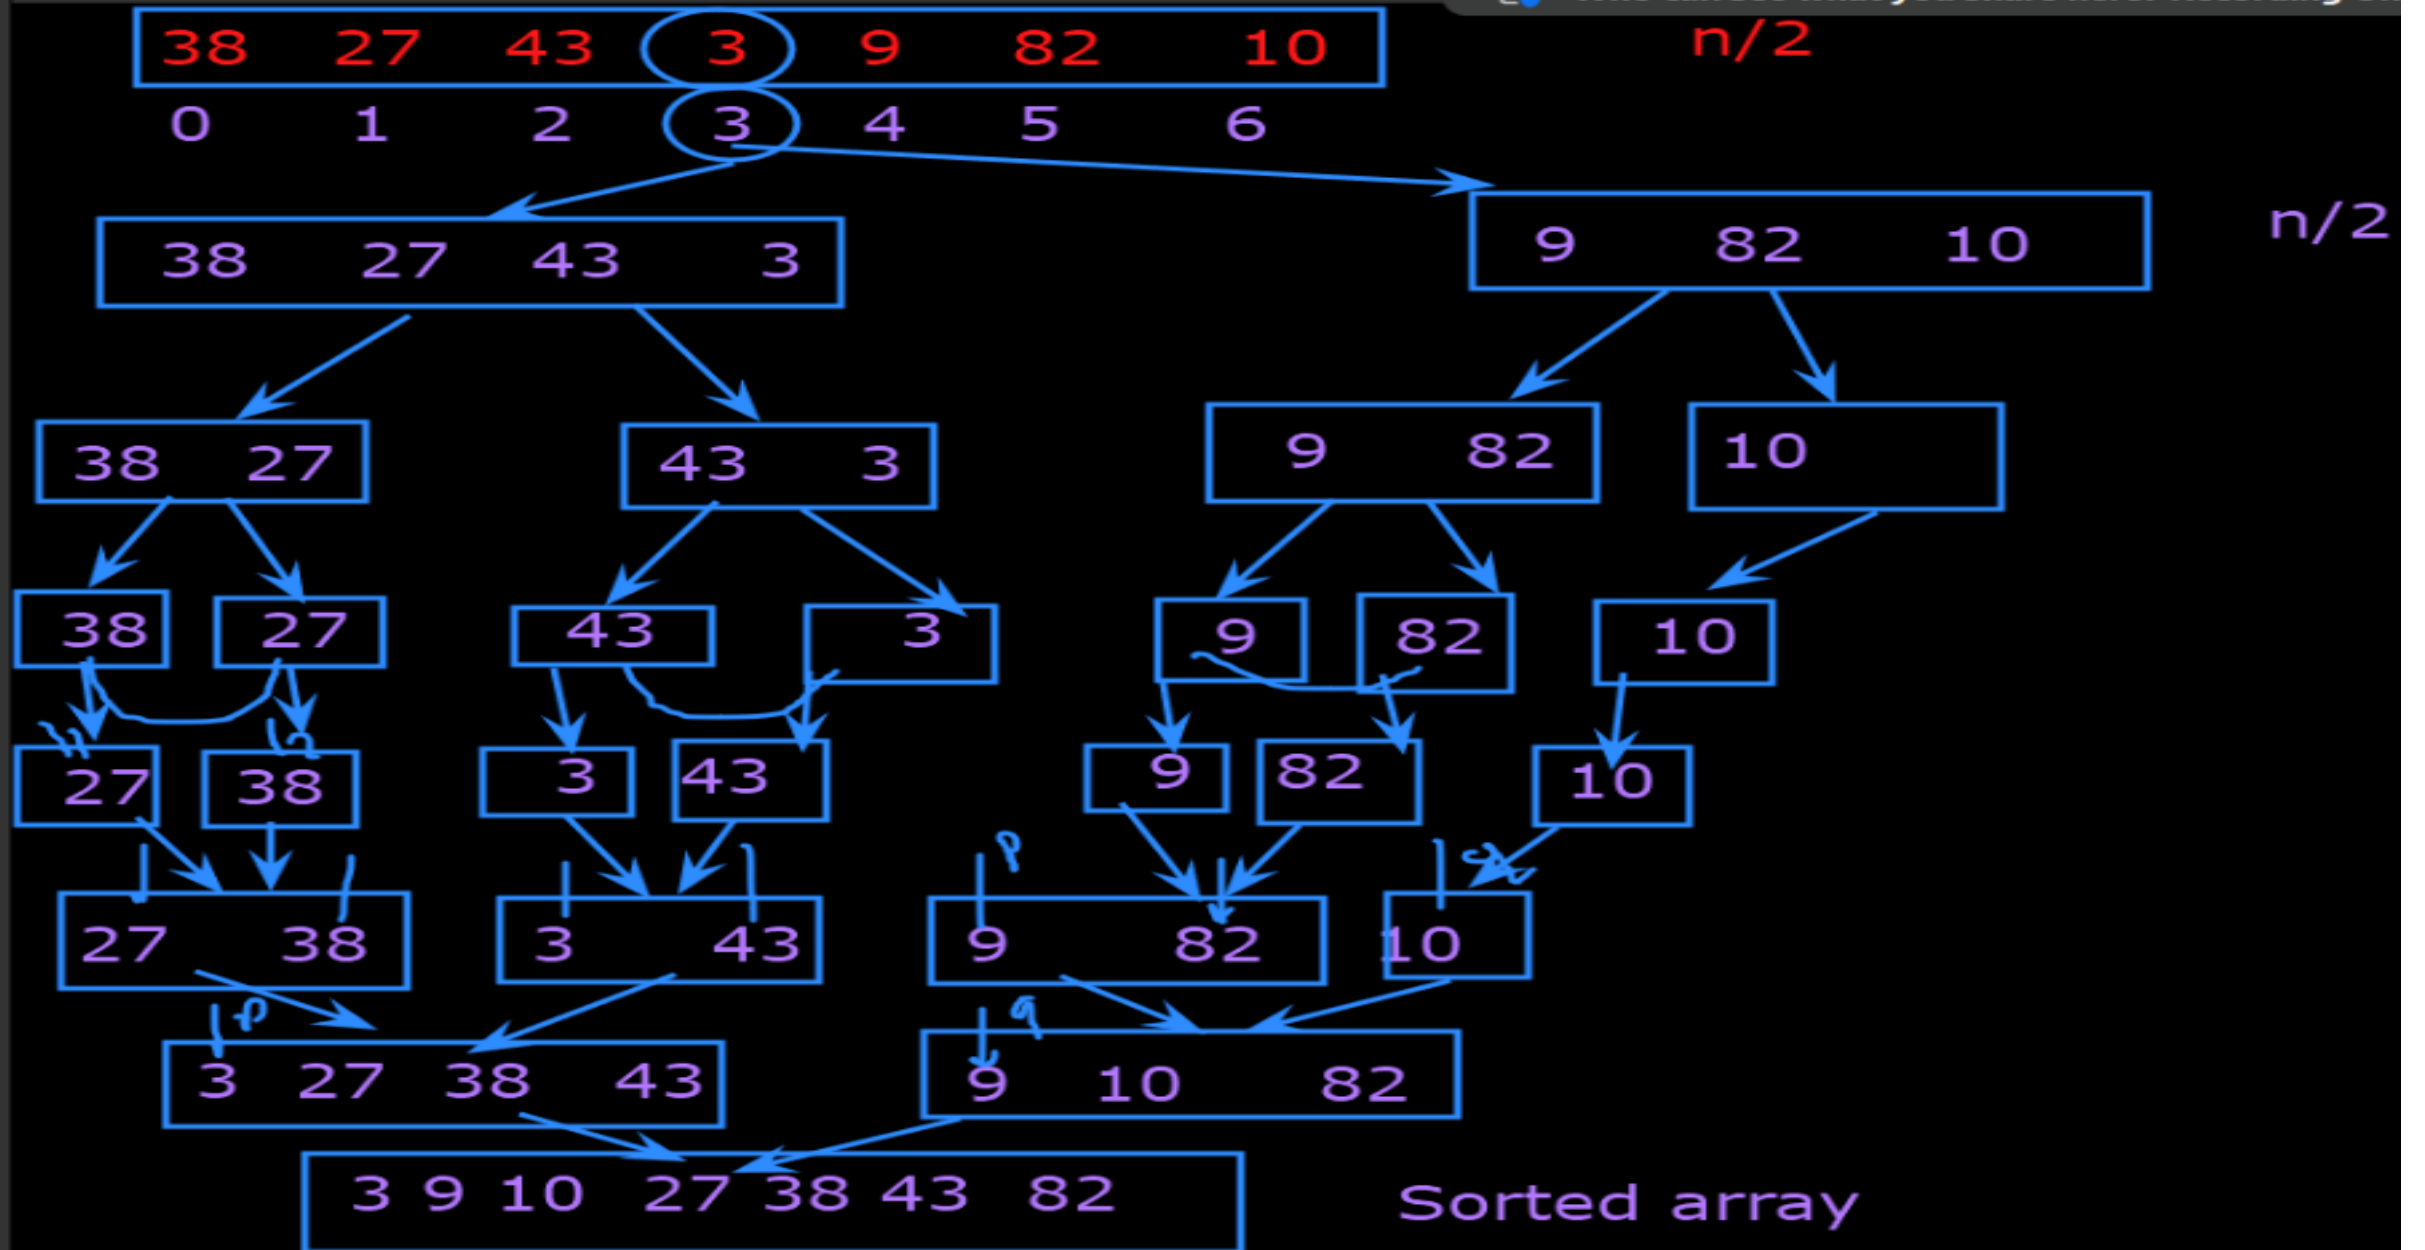 38 27 43 3 9 82 10 n/2
0 1 2 3 4 5 6
38 27 43 3 9 82 10 n/2
38 27 43 3 9 82 10
38 27 43 3 9 82 10
27 38 3 43 9 82 10
p
27 38 3 43 9 82 10
p q
3 27 38 43 9 10 82
3 9 10 27 38 43 82 Sorted array